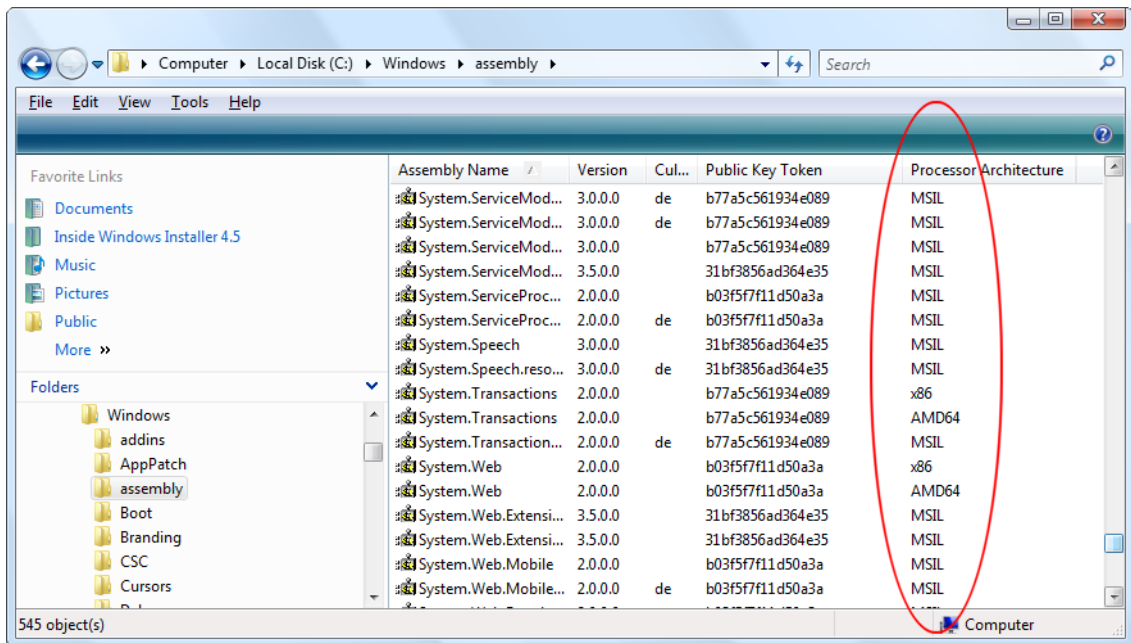 Computer Local Disk (C:) Windows assembly Search
File Edit View Tools Help
Favorite Links
Documents
Inside Windows Installer 4.5
Music
Pictures
Public
More »
Folders
Windows
addins
AppPatch
assembly
Boot
Branding
CSC
Cursors
Assembly Name Version Cul... Public Key Token Processor Architecture
System.ServiceMod... 3.0.0.0 de b77a5c561934e089 MSIL
System.ServiceMod... 3.0.0.0 de b77a5c561934e089 MSIL
System.ServiceMod... 3.0.0.0 b77a5c561934e089 MSIL
System.ServiceMod... 3.5.0.0 31bf3856ad364e35 MSIL
System.ServiceProc... 2.0.0.0 b03f5f7f11d50a3a MSIL
System.ServiceProc... 2.0.0.0 de b03f5f7f11d50a3a MSIL
System.Speech 3.0.0.0 31bf3856ad364e35 MSIL
System.Speech.reso... 3.0.0.0 de 31bf3856ad364e35 MSIL
System.Transactions 2.0.0.0 b77a5c561934e089 x86
System.Transactions 2.0.0.0 b77a5c561934e089 AMD64
System.Transaction... 2.0.0.0 de b77a5c561934e089 MSIL
System.Web 2.0.0.0 b03f5f7f11d50a3a x86
System.Web 2.0.0.0 b03f5f7f11d50a3a AMD64
System.Web.Extensi... 3.5.0.0 31bf3856ad364e35 MSIL
System.Web.Extensi... 3.5.0.0 31bf3856ad364e35 MSIL
System.Web.Mobile 2.0.0.0 b03f5f7f11d50a3a MSIL
System.Web.Mobile... 2.0.0.0 de b03f5f7f11d50a3a MSIL
545 object(s) Computer